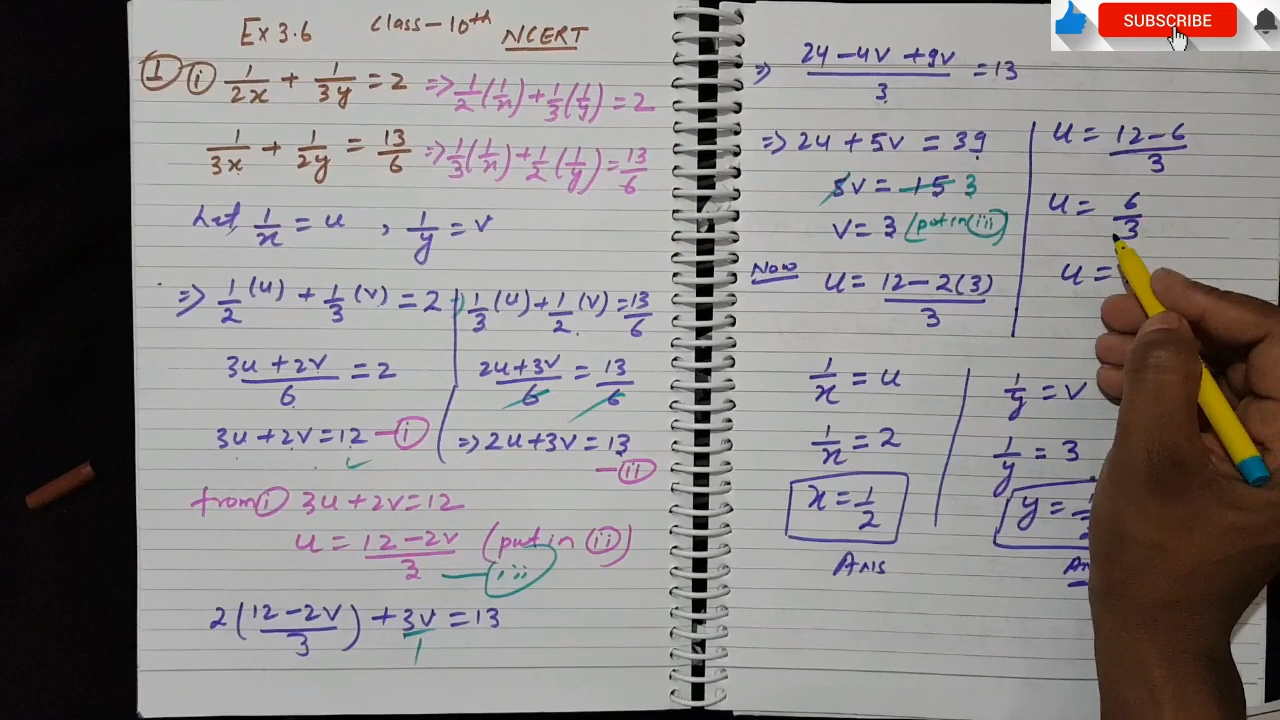 Ex 3.6 Class-10th NCERT
① ⓘ 1/2x + 1/3y = 2 ⇒ 1/2(1/x) + 1/3(1/y) = 2
1/3x + 1/2y = 13/6 ⇒ 1/3(1/x) + 1/2(1/y) = 13/6
Let 1/x = u , 1/y = v
⇒ 1/2(u) + 1/3(v) = 2 | 1/3(u) + 1/2(v) = 13/6
3u + 2v/6 = 2 | 2u+3v/6 = 13/6
3u + 2v = 12 – ⓘ | ⇒ 2u + 3v = 13
– (ii)
from ⓘ 3u + 2v = 12
u = 12 – 2v/3 (put in (ii))
– (iii)
2(12 – 2v/3) + 3v/1 = 13
⇒ 24 – 4v + 9v/3 = 13
⇒ 24 + 5v = 39
5v = 15 3
v = 3 (put in (iii))
Now u = 12 – 2(3)/3
u = 12 – 6/3
u = 6/3
u =
1/x = u
1/x = 2
x = 1/2
Ans
1/y = v
1/y = 3
y =
SUBSCRIBE